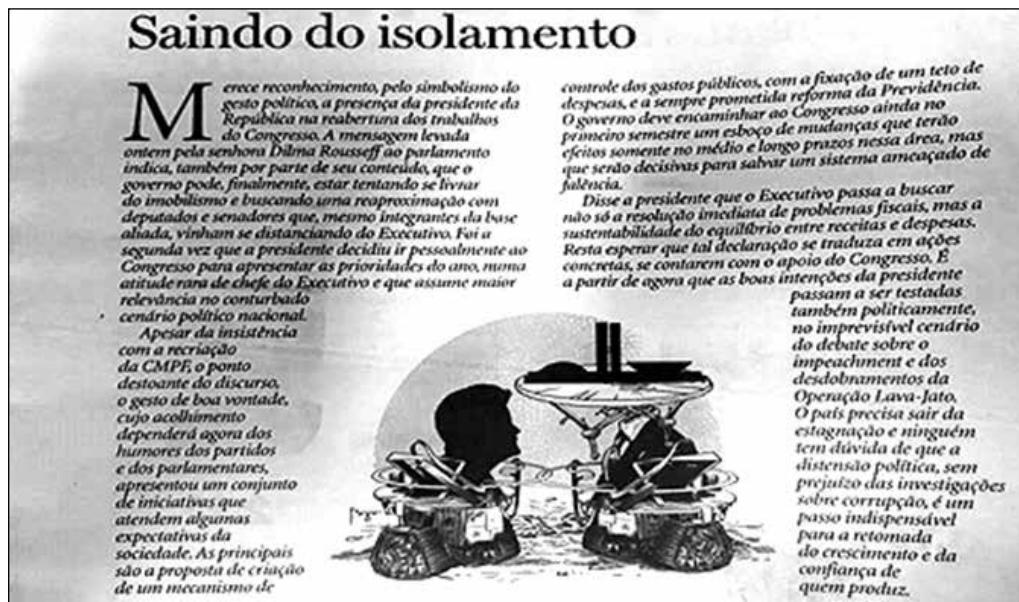 Saindo do isolamento
Merece reconhecimento, pelo simbolismo do
gesto político, a presença da presidente da
República na reabertura dos trabalhos
do Congresso. A mensagem levada
ontem pela senhora Dilma Rousseff ao parlamento
indica, também por parte de seu conteúdo, que o
governo pode, finalmente, estar tentando se livrar
do imobilismo e buscando uma reaproximação com
deputados e senadores que, mesmo integrantes da base
aliada, vinham se distanciando do Executivo. Foi a
segunda vez que a presidente decidiu ir pessoalmente ao
Congresso para apresentar as prioridades do ano, numa
atitude rara de chefe do Executivo e que assume maior
relevância no conturbado
cenário político nacional.
Apesar da insistência
com a recriação
da CMPF, o ponto
destoante do discurso,
o gesto de boa vontade,
cujo acolhimento
dependerá agora dos
humores dos partidos
e dos parlamentares,
apresentou um conjunto
de iniciativas que
atendem algumas
expectativas da
sociedade. As principais
são a proposta de criação
de um mecanismo de
controle dos gastos públicos, com a fixação de um teto de
despesas, e a sempre prometida reforma da Previdência.
O governo deve encaminhar ao Congresso ainda no
primeiro semestre um esboço de mudanças que terão
efeitos somente no médio e longo prazos nessa área, mas
que serão decisivas para salvar um sistema ameaçado de
falência.
Disse a presidente que o Executivo passa a buscar
não só a resolução imediata de problemas fiscais, mas a
sustentabilidade do equilíbrio entre receitas e despesas.
Resta esperar que tal declaração se traduza em ações
concretas, se contarem com o apoio do Congresso. É
a partir de agora que as boas intenções da presidente
passam a ser testadas
também politicamente,
no imprevisível cenário
do debate sobre o
impeachment e dos
desdobramentos da
Operação Lava-Jato.
O país precisa sair da
estagnação e ninguém
tem dúvida de que a
distensão política, sem
prejuízo das investigações
sobre corrupção, é um
passo indispensável
para a retomada
do crescimento e da
confiança de
quem produz.